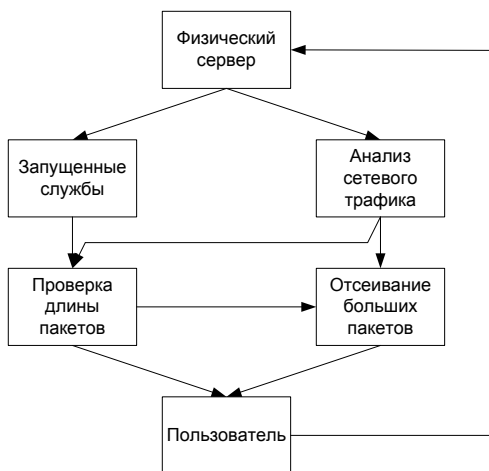 Физический
сервер
Запущенные
службы
Анализ
сетевого
трафика
Проверка
длины
пакетов
Отсеивание
больших
пакетов
Пользователь